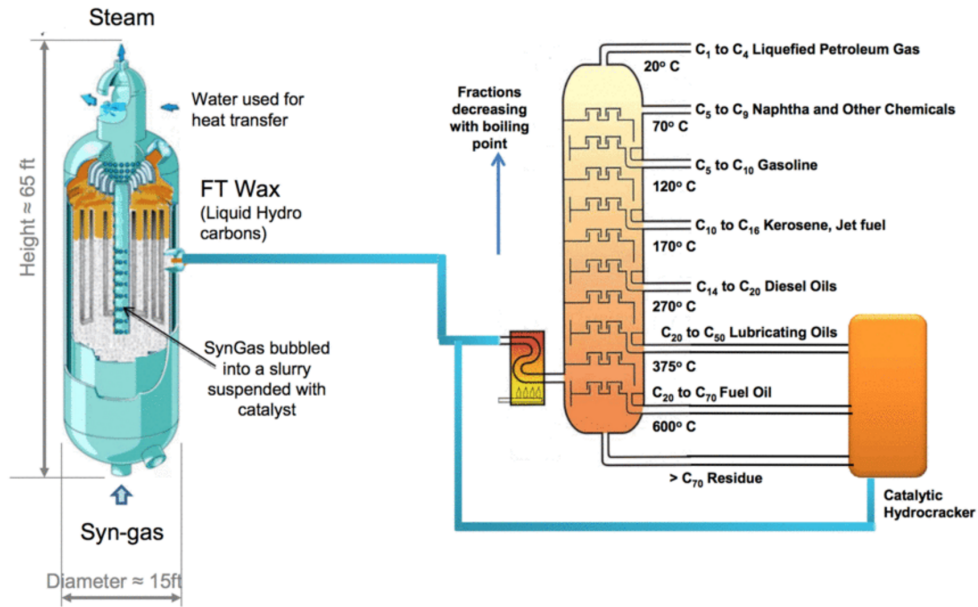 Steam
Water used for
heat transfer
Height ≈ 65 ft
FT Wax
(Liquid Hydro
carbons)
SynGas bubbled
into a slurry
suspended with
catalyst
Syn-gas
Diameter ≈ 15ft
Fractions
decreasing
with boiling
point
C₁ to C₄ Liquefied Petroleum Gas
20° C
C₅ to C₉ Naphtha and Other Chemicals
70° C
C₅ to C₁₀ Gasoline
120° C
C₁₀ to C₁₆ Kerosene, Jet fuel
170° C
C₁₄ to C₂₀ Diesel Oils
270° C
C₂₀ to C₅₀ Lubricating Oils
375° C
C₂₀ to C₇₀ Fuel Oil
600° C
> C₇₀ Residue
Catalytic
Hydrocracker